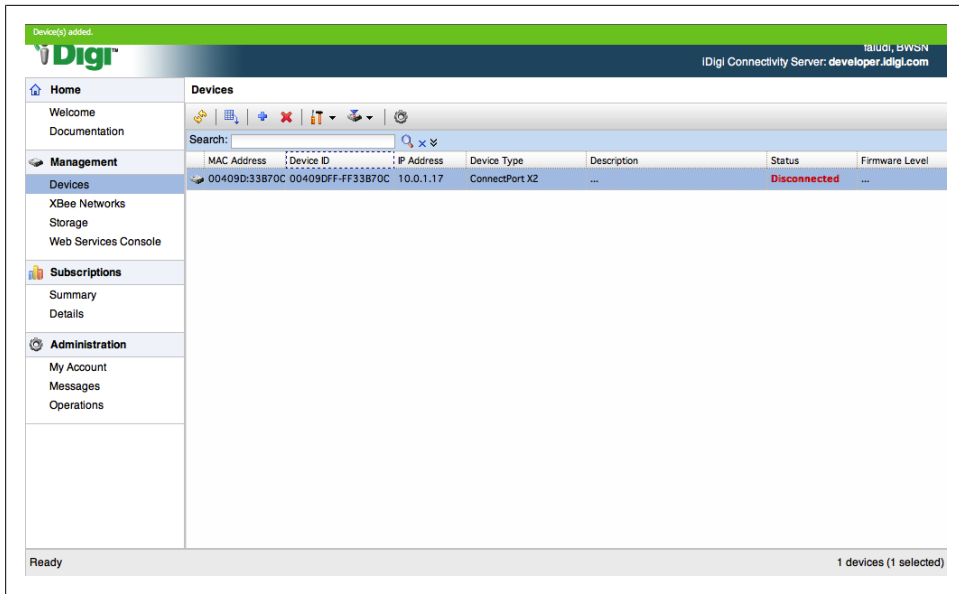 Device(s) added.
Digi™
faludi, BWSN
iDigi Connectivity Server: developer.idigi.com
Home
Welcome
Documentation
Management
Devices
XBee Networks
Storage
Web Services Console
Subscriptions
Summary
Details
Administration
My Account
Messages
Operations
Devices
Search:
MAC Address Device ID IP Address Device Type Description Status Firmware Level
00409D:33B70C 00409DFF-FF33B70C 10.0.1.17 ConnectPort X2 ... Disconnected ...
Ready
1 devices (1 selected)